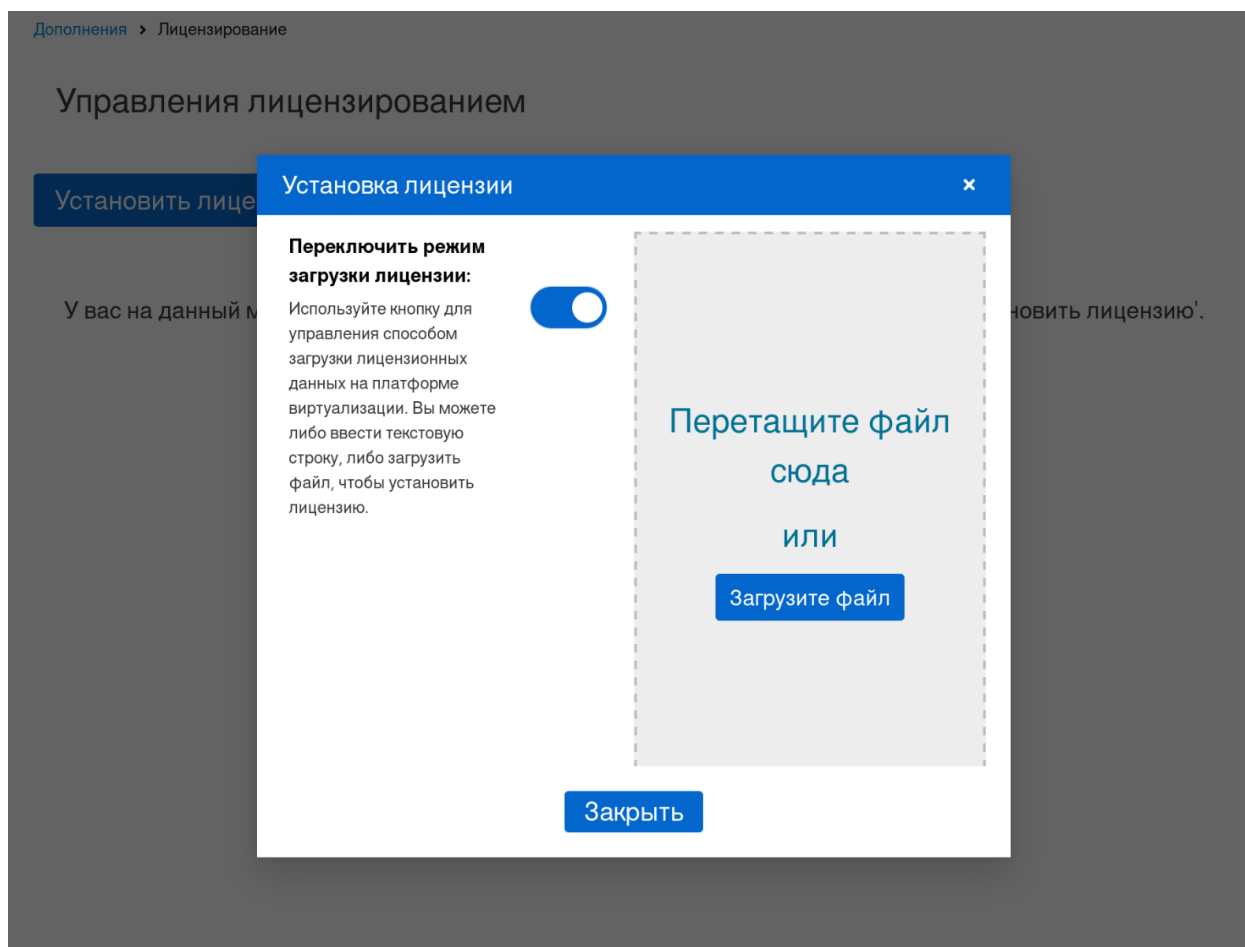 Дополнения > Лицензирование
Управления лицензированием
Установить лице
Установка лицензии
×
Переключить режим
загрузки лицензии:
Используйте кнопку для
управления способом
загрузки лицензионных
данных на платформе
виртуализации. Вы можете
либо ввести текстовую
строку, либо загрузить
файл, чтобы установить
лицензию.
У вас на данный м
новить лицензию'.
Перетащите файл
сюда
или
Загрузите файл
Закрыть